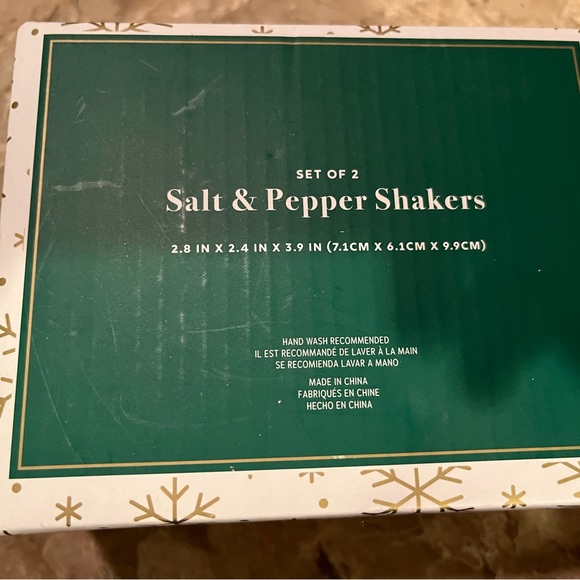 SET OF 2
Salt & Pepper Shakers
2.8 IN X 2.4 IN X 3.9 IN (7.1CM X 6.1CM X 9.9CM)
HAND WASH RECOMMENDED
IL EST RECOMMANDÉ DE LAVER À LA MAIN
SE RECOMIENDA LAVAR A MANO
MADE IN CHINA
FABRIQUÉS EN CHINE
HECHO EN CHINA